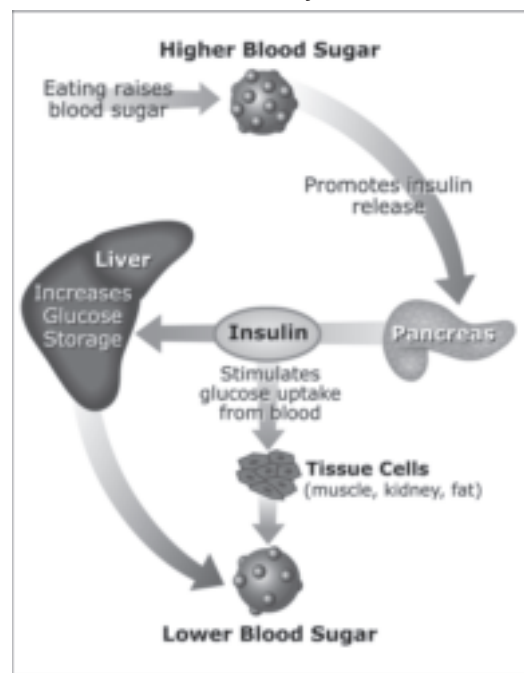 Higher Blood Sugar
Eating raises
blood sugar
Promotes insulin
release
Liver
Increases
Glucose
Storage
Insulin
Pancreas
Stimulates
glucose uptake
from blood
Tissue Cells
(muscle, kidney, fat)
Lower Blood Sugar